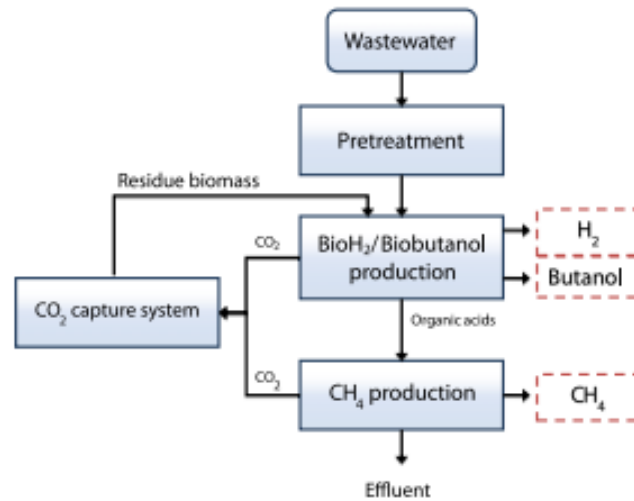 Wastewater
Pretreatment
Residue biomass
CO₂
BioH₂/Biobutanol
production
H₂
Butanol
CO₂ capture system
Organic acids
CO₂
CH₄ production
CH₄
Effluent